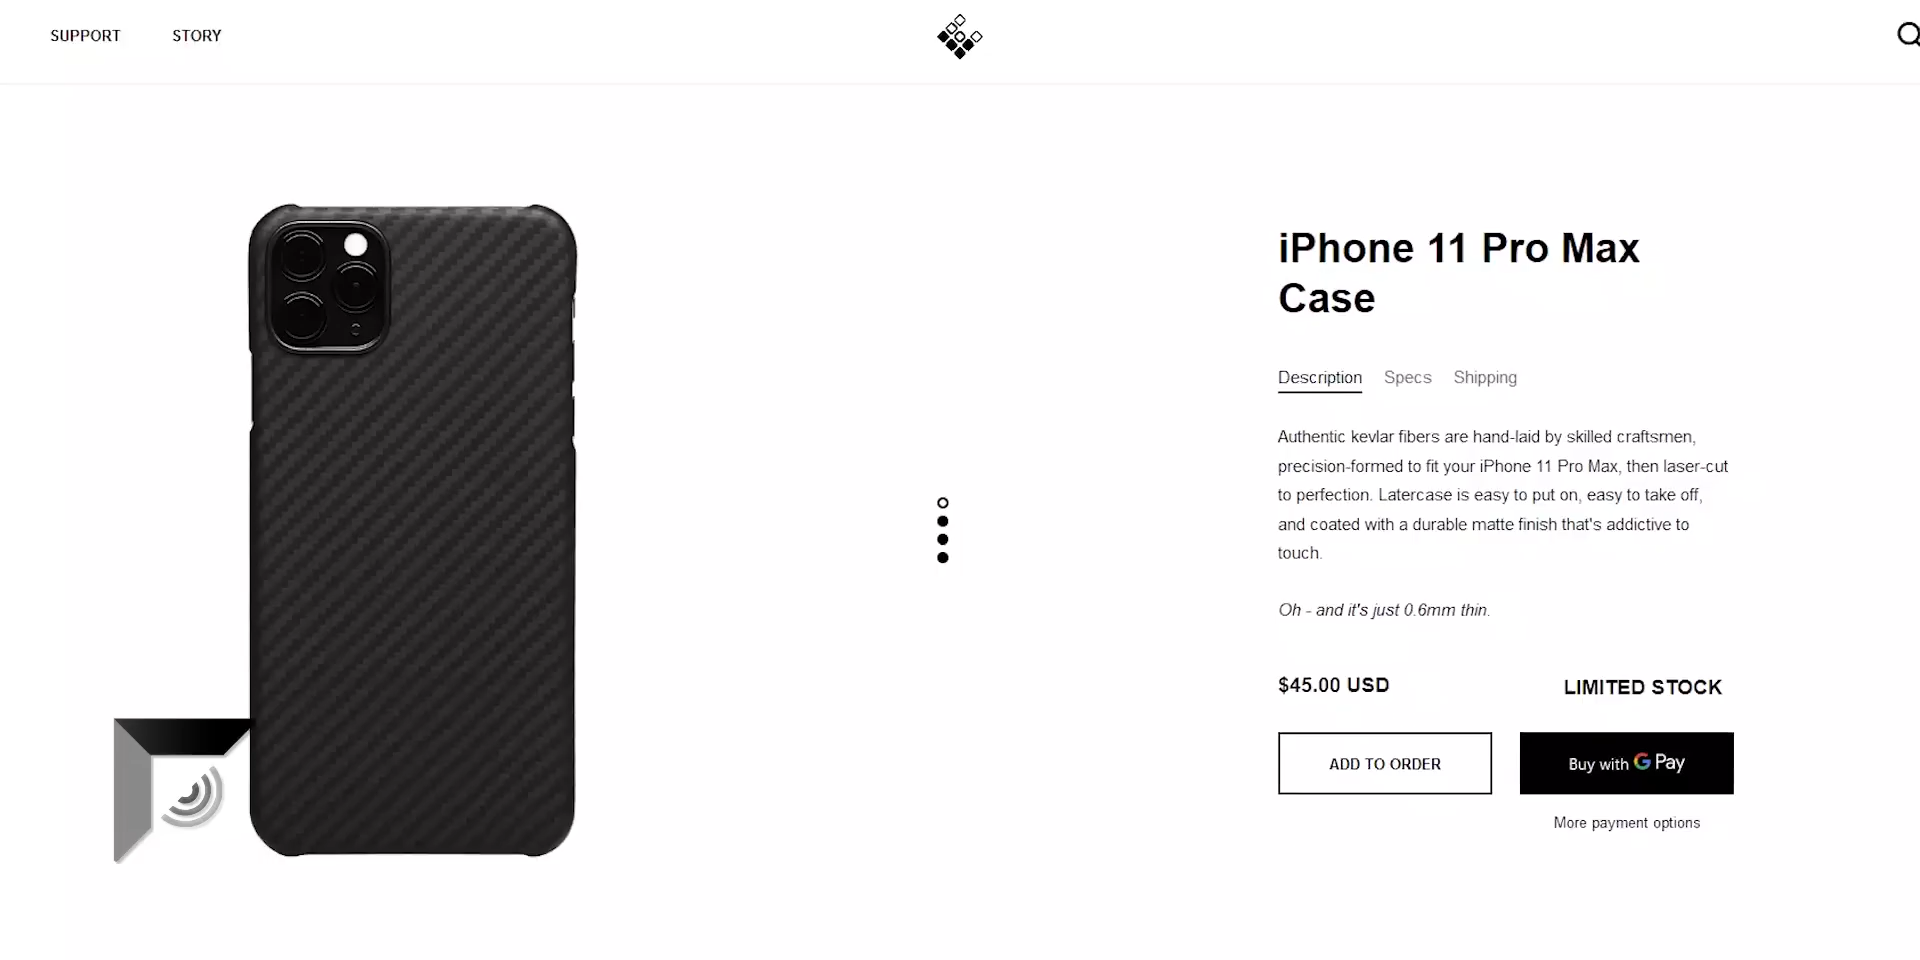 SUPPORT
STORY
iPhone 11 Pro Max
Case
Description
Specs
Shipping
Authentic kevlar fibers are hand-laid by skilled craftsmen,
precision-formed to fit your iPhone 11 Pro Max, then laser-cut
to perfection. Latercase is easy to put on, easy to take off,
and coated with a durable matte finish that's addictive to
touch.
Oh - and it's just 0.6mm thin.
$45.00 USD
LIMITED STOCK
ADD TO ORDER
Buy with G Pay
More payment options